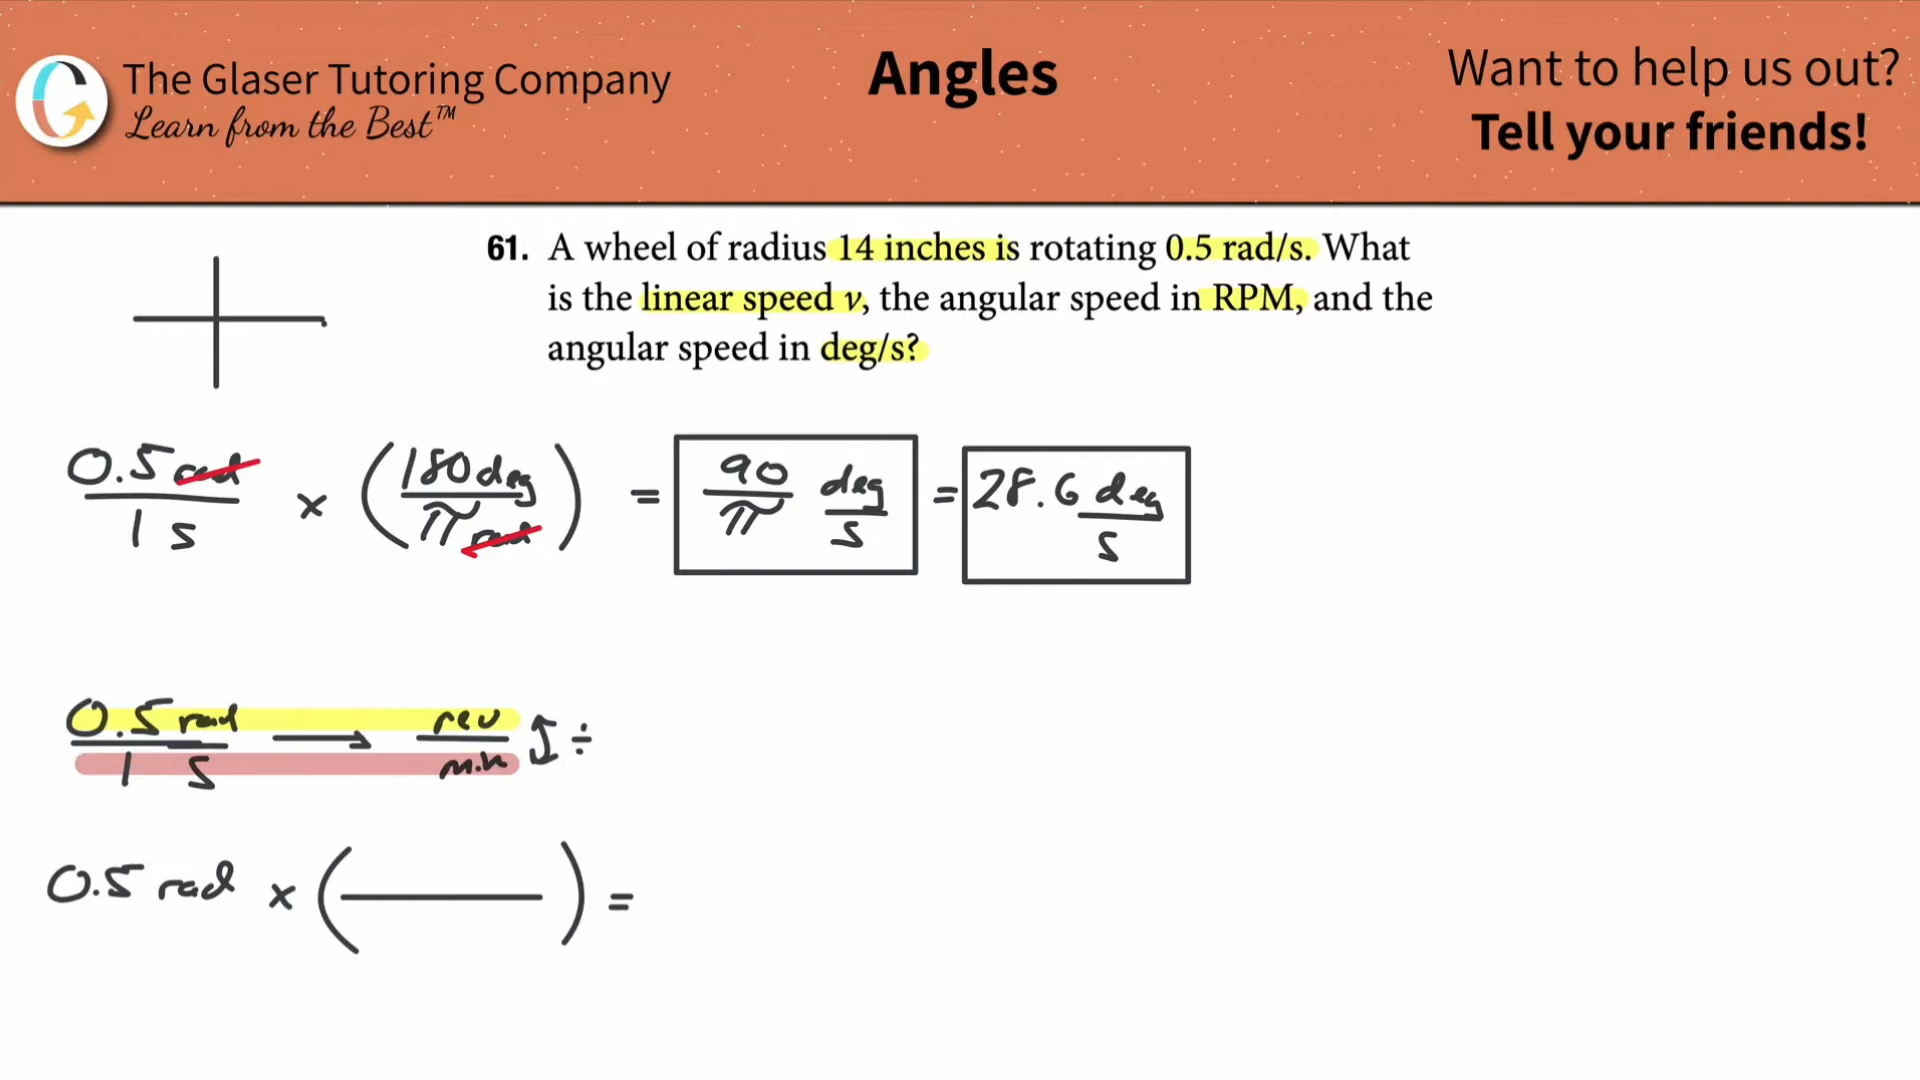 The Glaser Tutoring Company
Learn from the Best™
Angles
Want to help us out?
Tell your friends!
61. A wheel of radius 14 inches is rotating 0.5 rad/s. What
is the linear speed v, the angular speed in RPM, and the
angular speed in deg/s?
0.5 rad / 1 s × (180 deg / π rad) = 90/π deg/s = 28.6 deg/s
0.5 rad / 1 s → rev / min ÷
0.5 rad × ( ) =